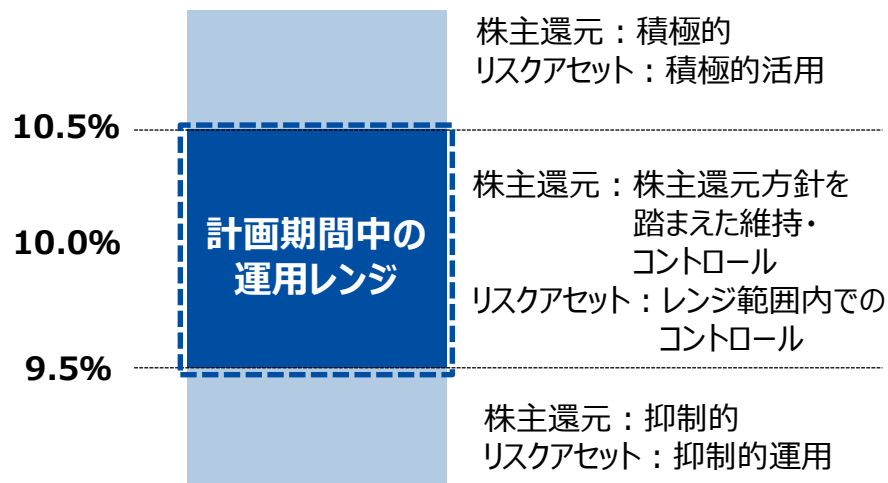 株主還元：積極的
リスクアセット：積極的活用
10.5%
株主還元：株主還元方針を
踏まえた維持・
コントロール
リスクアセット：レンジ範囲内での
コントロール
10.0%
計画期間中の
運用レンジ
9.5%
株主還元：抑制的
リスクアセット：抑制的運用